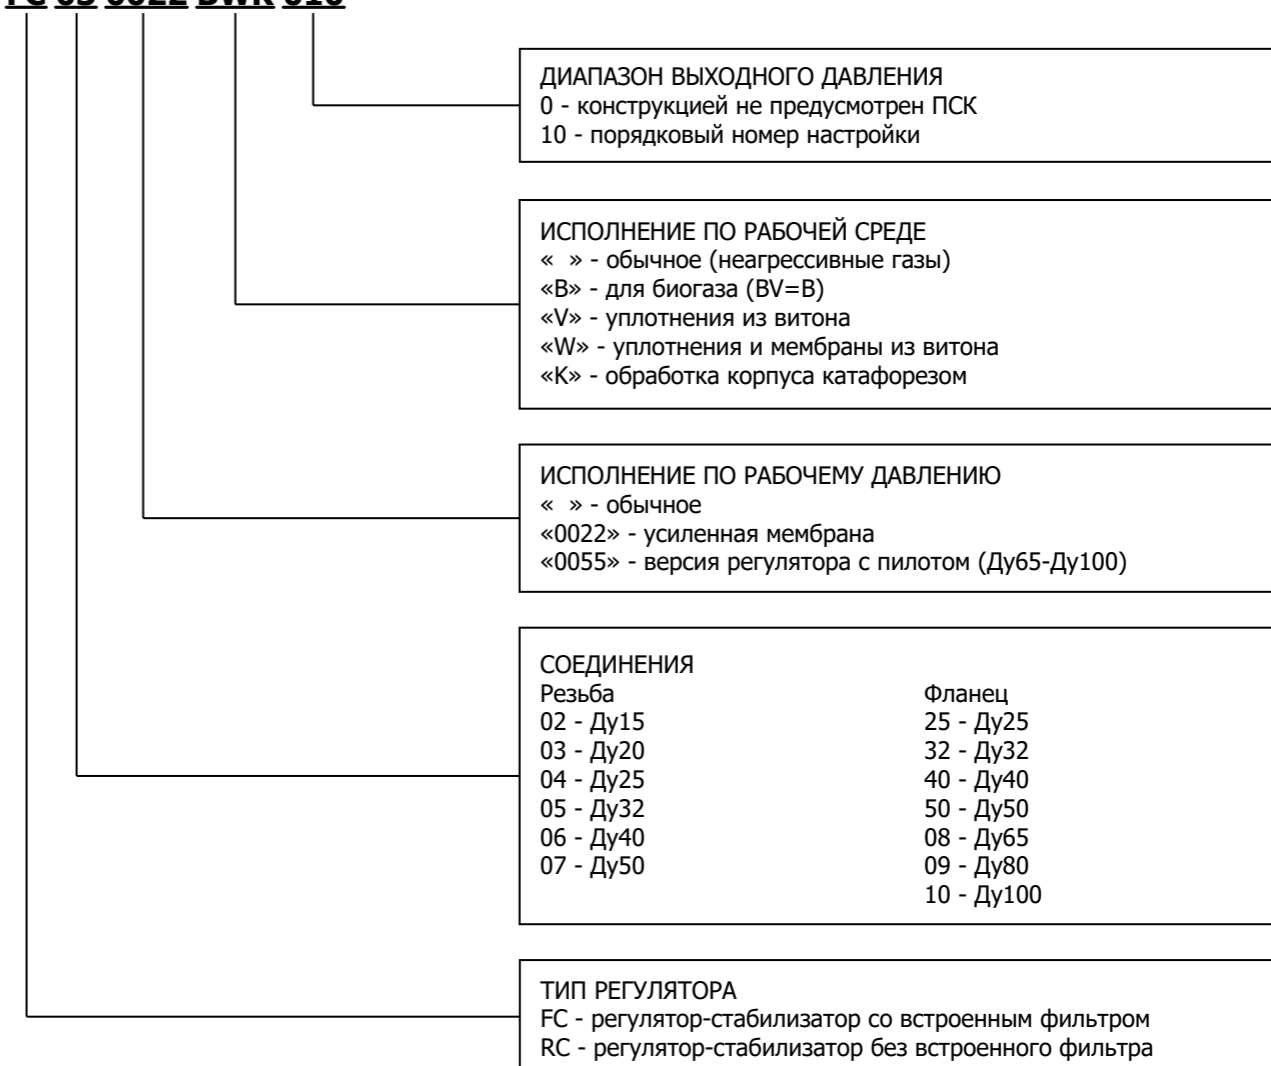 ДИАПАЗОН ВЫХОДНОГО ДАВЛЕНИЯ
0 - конструкцией не предусмотрен ПСК
10 - порядковый номер настройки
ИСПОЛНЕНИЕ ПО РАБОЧЕЙ СРЕДЕ
«  » - обычное (неагрессивные газы)
«B» - для биогаза (BV=B)
«V» - уплотнения из витона
«W» - уплотнения и мембраны из витона
«K» - обработка корпуса катафорезом
ИСПОЛНЕНИЕ ПО РАБОЧЕМУ ДАВЛЕНИЮ
«  » - обычное
«0022» - усиленная мембрана
«0055» - версия регулятора с пилотом (Ду65-Ду100)
СОЕДИНЕНИЯ
Резьба Фланец
02 - Ду15 25 - Ду25
03 - Ду20 32 - Ду32
04 - Ду25 40 - Ду40
05 - Ду32 50 - Ду50
06 - Ду40 08 - Ду65
07 - Ду50 09 - Ду80
10 - Ду100
ТИП РЕГУЛЯТОРА
FC - регулятор-стабилизатор со встроенным фильтром
RC - регулятор-стабилизатор без встроенного фильтра